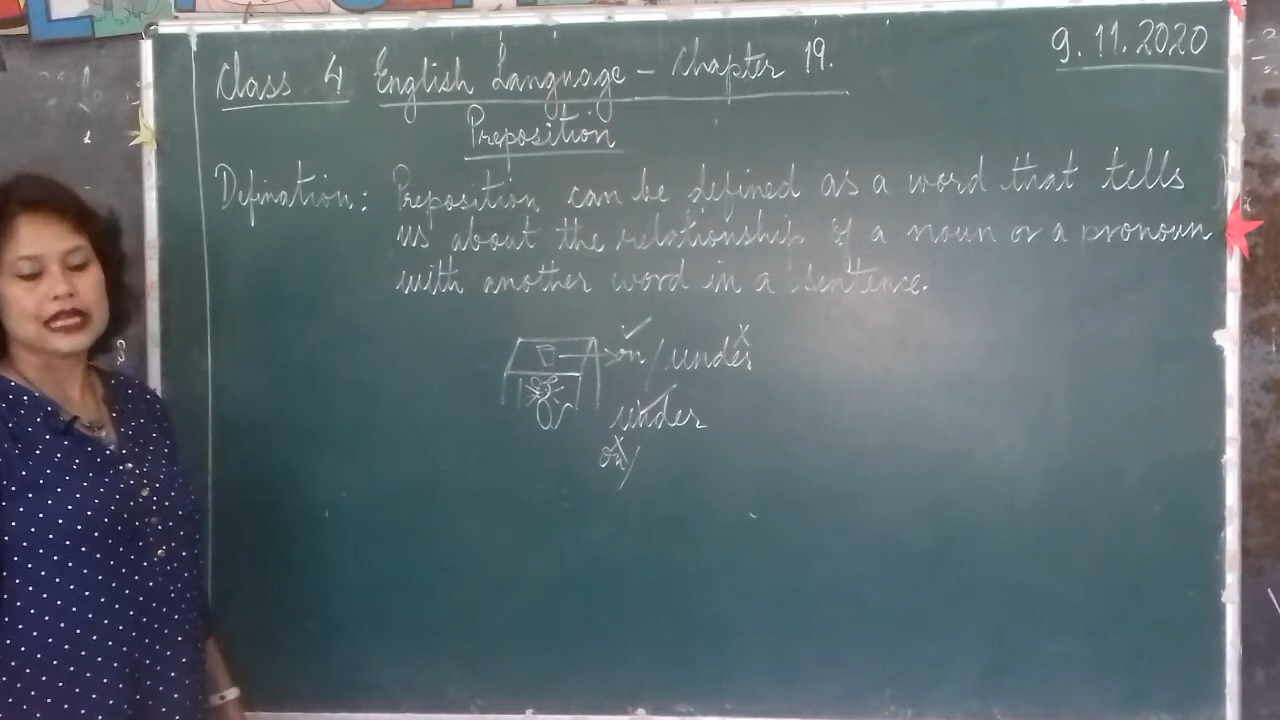 9.11.2020
Class 4 English Language - Chapter 19.
Preposition
Defination: Preposition can be defined as a word that tells
us about the relationship of a noun or a pronoun
with another word in a sentence.
on / under
under
on/